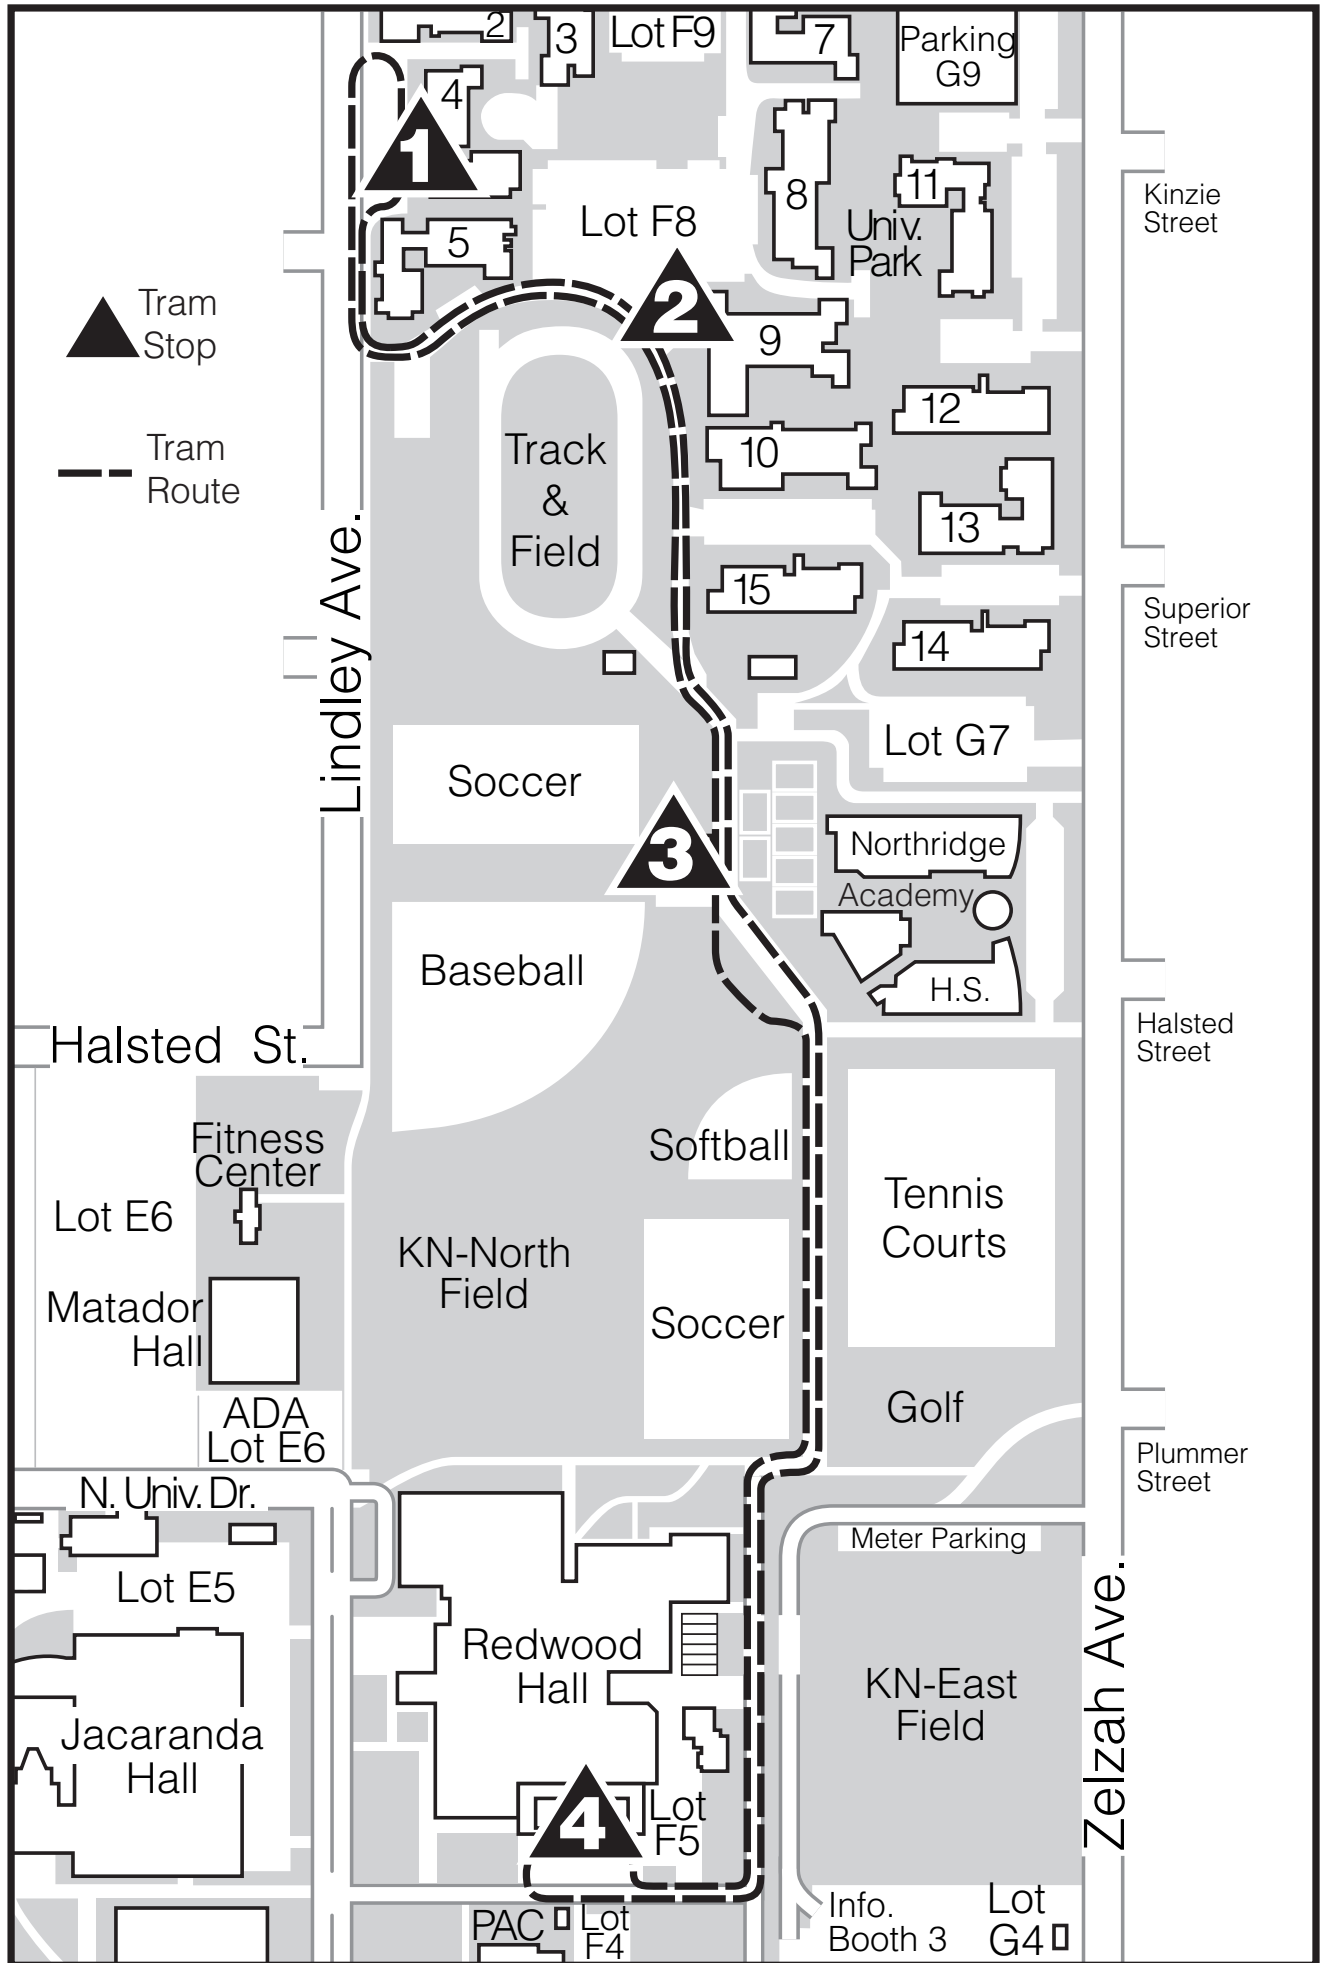 2
3
Lot F9
7
Parking
G9
4
1
8
11
Kinzie
Street
Lot F8
5
Univ.
Park
Tram
Stop
2
9
12
Tram
Route
Track
&
Field
10
13
15
Superior
Street
14
Lindley Ave.
Lot G7
Soccer
3
Northridge
Academy
H.S.
Baseball
Halsted St.
Halsted
Street
Fitness
Center
Softball
Lot E6
Tennis
Courts
KN-North
Field
Matador
Hall
Soccer
ADA
Lot E6
Golf
Plummer
Street
N. Univ. Dr.
Meter Parking
Lot E5
Redwood
Hall
KN-East
Field
Zelzah Ave.
Jacaranda
Hall
4
Lot
F5
PAC
Lot
F4
Info.
Booth 3
Lot
G4